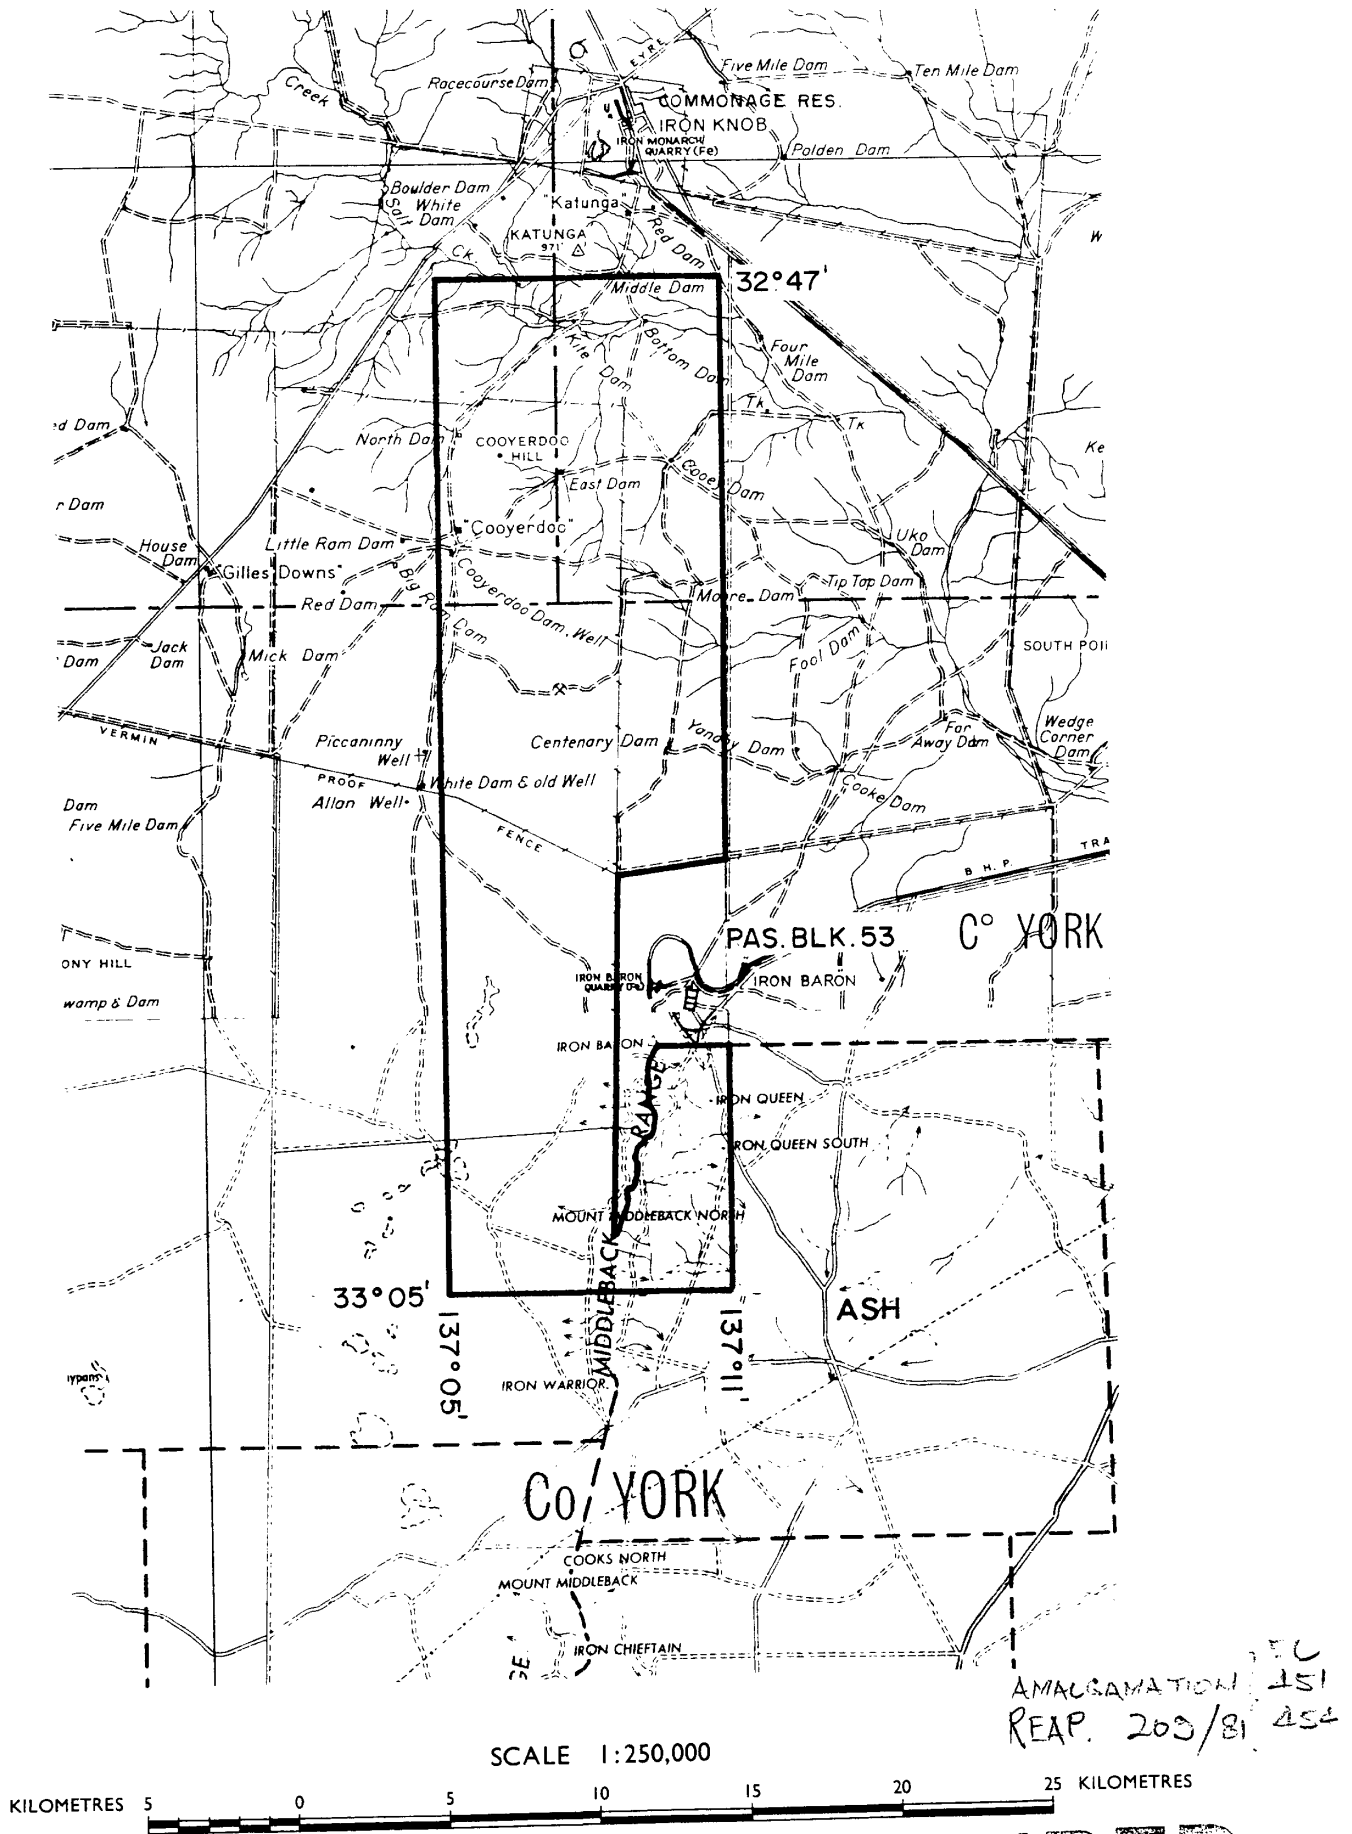 EYRE
Five Mile Dam
Ten Mile Dam
Racecourse Dam
Creek
COMMONAGE RES.
IRON KNOB
IRON MONARCH
QUARRY (Fe)
Polden Dam
Boulder Dam
White
Dam
Salt
Ck.
"Katunga"
KATUNGA
971'
Red Dam
W
32°47'
Middle Dam
Kite Dam
Bottom Dam
Four
Mile
Dam
Tk.
Tk
ed Dam
North Dam
COOYERDOO
HILL
Ke
East Dam
Cooey Dam
r Dam
"Cooyerdoo"
House
Dam
Little Ram Dam
Uko
Dam
"Gilles Downs"
Big Ram Dam
Cooyerdoo Dam, Well
Tip Top Dam
Red Dam
Moore Dam
Jack
Dam
Dam
Mick Dam
Fool Dam
SOUTH POI
VERMIN
PROOF
FENCE
Piccaninny
Well
Centenary Dam
Yandy Dam
Far
Away Dam
Wedge
Corner
Dam
White Dam & old Well
Allan Well
Cooke Dam
Dam
Five Mile Dam
B.H.P.
TRA
PAS. BLK. 53
C° YORK
ONY HILL
wamp & Dam
IRON BARON
QUARRY (Fe)
IRON BARON
IRON BARON
RANGE
IRON QUEEN
IRON QUEEN SOUTH
MOUNT MIDDLEBACK NORTH
MIDDLEBACK
33°05'
137°05'
137°11'
ASH
IRON WARRIOR
Co YORK
COOKS NORTH
MOUNT MIDDLEBACK
IRON CHIEFTAIN
GE
AMALGAMATION
REAP. 209/81
SCALE 1:250,000
KILOMETRES 5 0 5 10 15 20 25 KILOMETRES